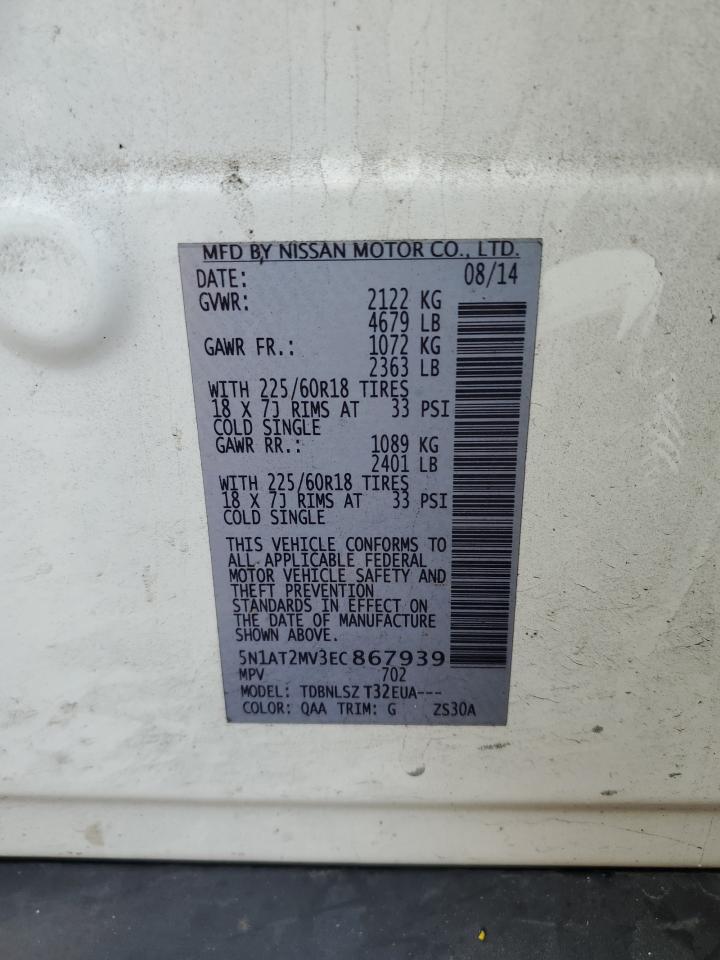 MFD BY NISSAN MOTOR CO., LTD.
DATE: 08/14
GVWR: 2122 KG
4679 LB
GAWR FR.: 1072 KG
2363 LB
WITH 225/60R18 TIRES
18 X 7J RIMS AT 33 PSI
COLD SINGLE
GAWR RR.: 1089 KG
2401 LB
WITH 225/60R18 TIRES
18 X 7J RIMS AT 33 PSI
COLD SINGLE
THIS VEHICLE CONFORMS TO
ALL APPLICABLE FEDERAL
MOTOR VEHICLE SAFETY AND
THEFT PREVENTION
STANDARDS IN EFFECT ON
THE DATE OF MANUFACTURE
SHOWN ABOVE.
5N1AT2MV3EC867939
MPV 702
MODEL: TDBNLSZ T32EUA---
COLOR: QAA TRIM: G ZS30A